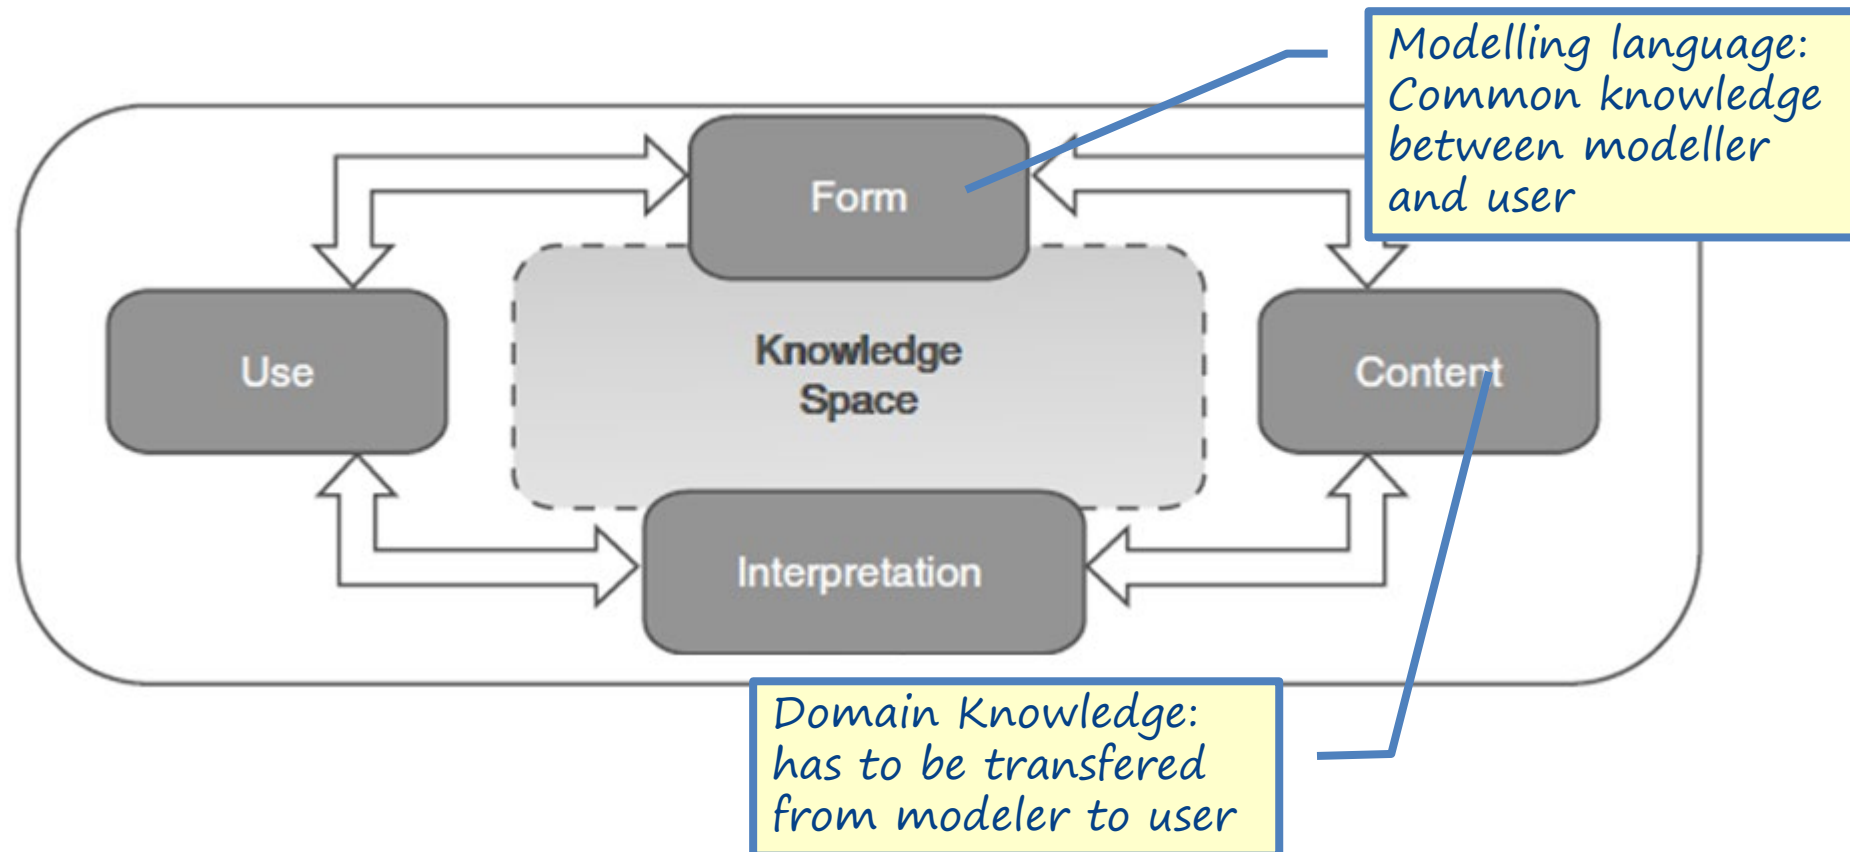 Modelling language:
Common knowledge
between modeller
and user
Form
Knowledge
Space
Use
Content
Interpretation
Domain Knowledge:
has to be transfered
from modeler to user